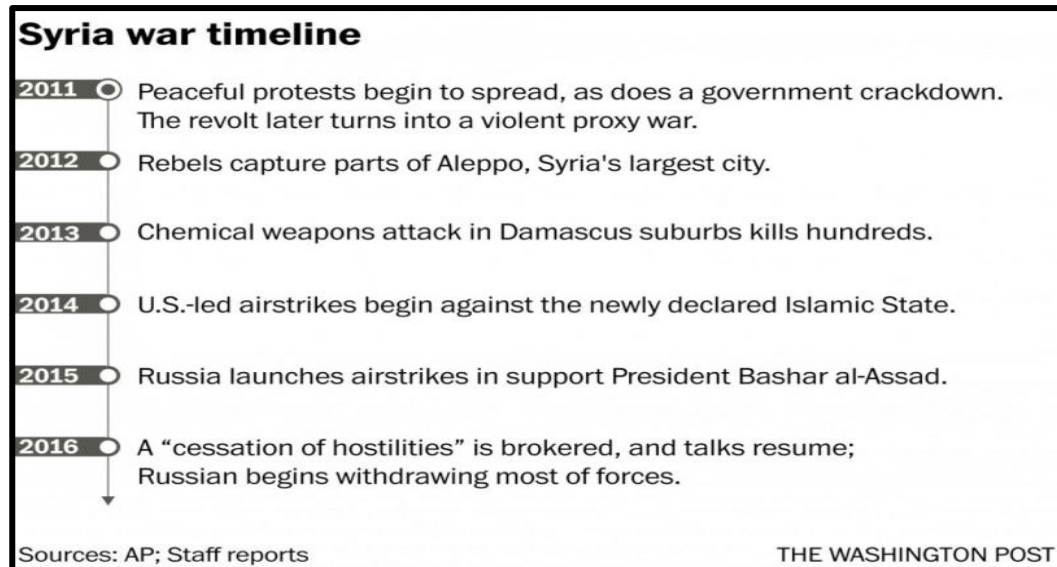 Syria war timeline
2011 Peaceful protests begin to spread, as does a government crackdown.
The revolt later turns into a violent proxy war.
2012 Rebels capture parts of Aleppo, Syria's largest city.
2013 Chemical weapons attack in Damascus suburbs kills hundreds.
2014 U.S.-led airstrikes begin against the newly declared Islamic State.
2015 Russia launches airstrikes in support President Bashar al-Assad.
2016 A “cessation of hostilities” is brokered, and talks resume;
Russian begins withdrawing most of forces.
Sources: AP; Staff reports THE WASHINGTON POST